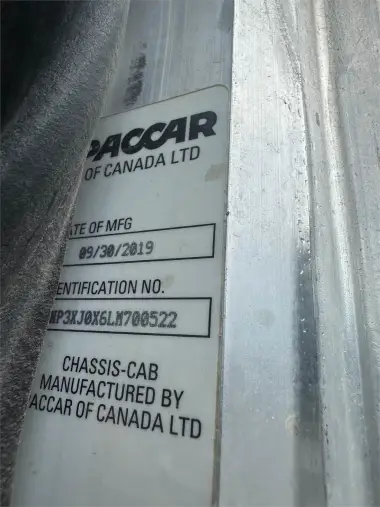 PACCAR
OF CANADA LTD
ATE OF MFG
09/30/2019
ENTIFICATION NO.
KP3XJ0X6LM700522
CHASSIS-CAB
MANUFACTURED BY
ACCAR OF CANADA LTD